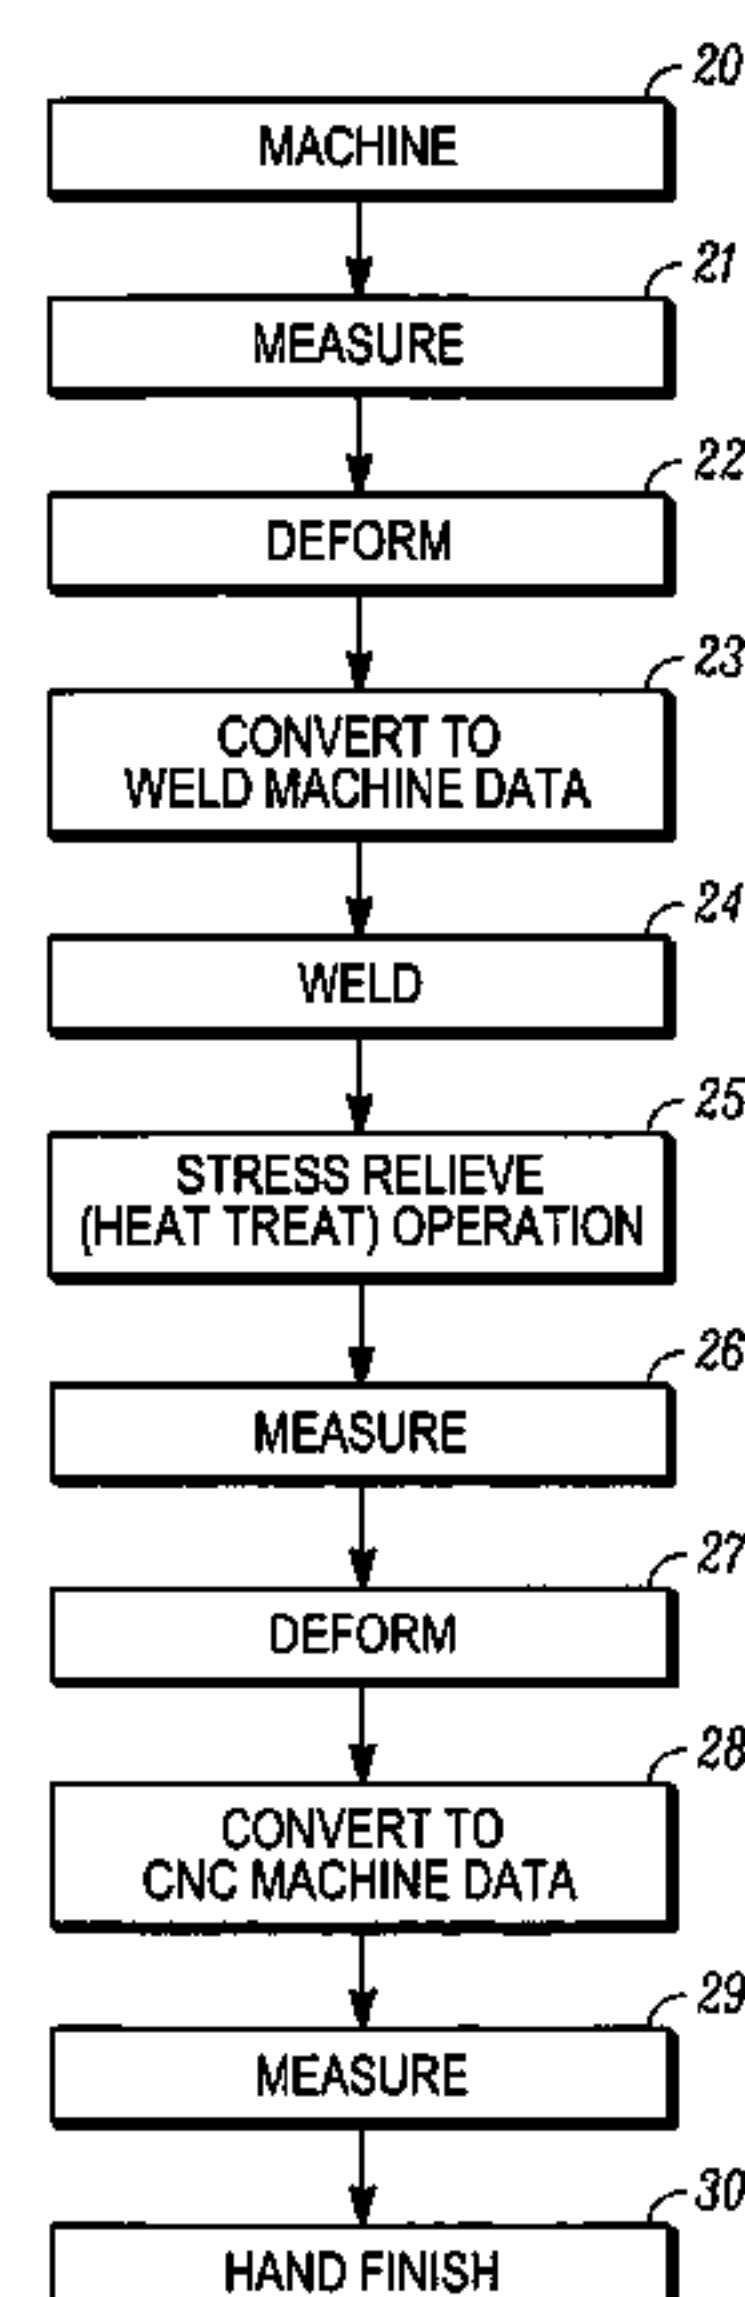 20
MACHINE
21
MEASURE
22
DEFORM
23
CONVERT TO
WELD MACHINE DATA
24
WELD
25
STRESS RELIEVE
(HEAT TREAT) OPERATION
26
MEASURE
27
DEFORM
28
CONVERT TO
CNC MACHINE DATA
29
MEASURE
30
HAND FINISH